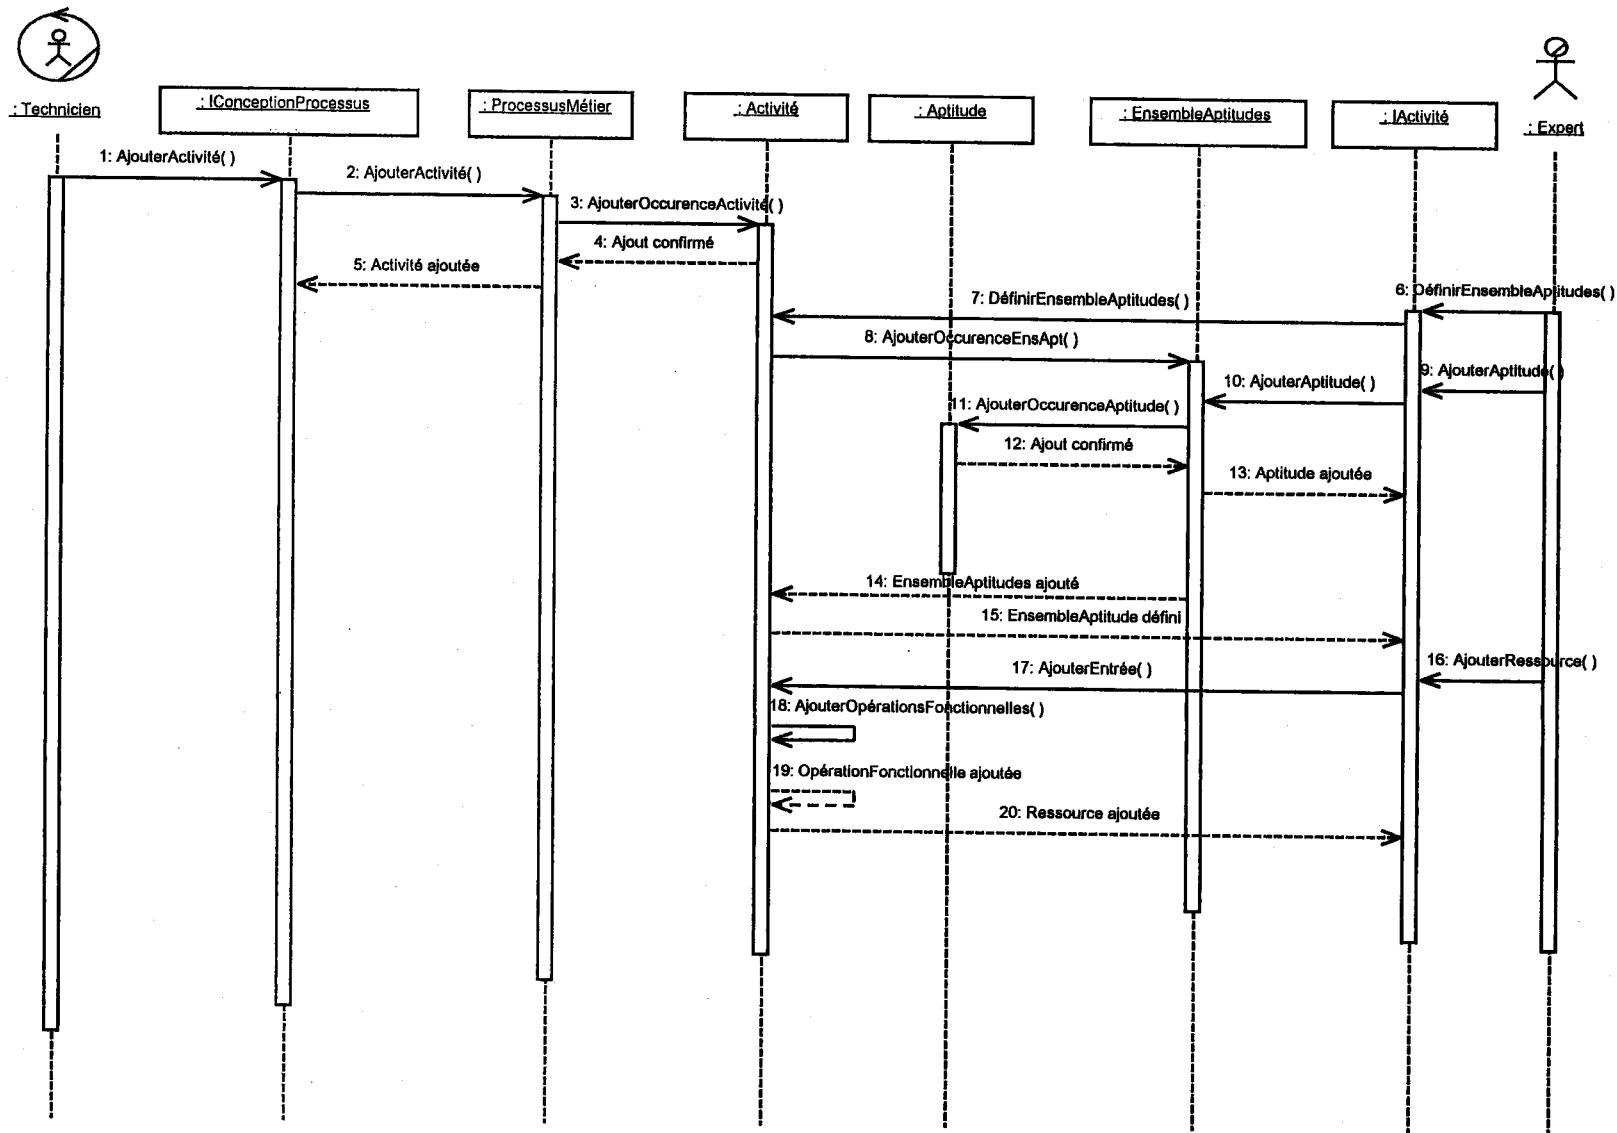 : Technicien
: IConceptionProcessus
: ProcessusMétier
: Activité
: Aptitude
: EnsembleAptitudes
: IActivité
: Expert
1: AjouterActivité( )
2: AjouterActivité( )
3: AjouterOccurenceActivité( )
4: Ajout confirmé
5: Activité ajoutée
6: DéfinirEnsembleAptitudes( )
7: DéfinirEnsembleAptitudes( )
8: AjouterOccurenceEnsApt( )
9: AjouterAptitude( )
10: AjouterAptitude( )
11: AjouterOccurenceAptitude( )
12: Ajout confirmé
13: Aptitude ajoutée
14: EnsembleAptitudes ajouté
15: EnsembleAptitude défini
16: AjouterRessource( )
17: AjouterEntrée( )
18: AjouterOpérationsFonctionnelles( )
19: OpérationFonctionnelle ajoutée
20: Ressource ajoutée